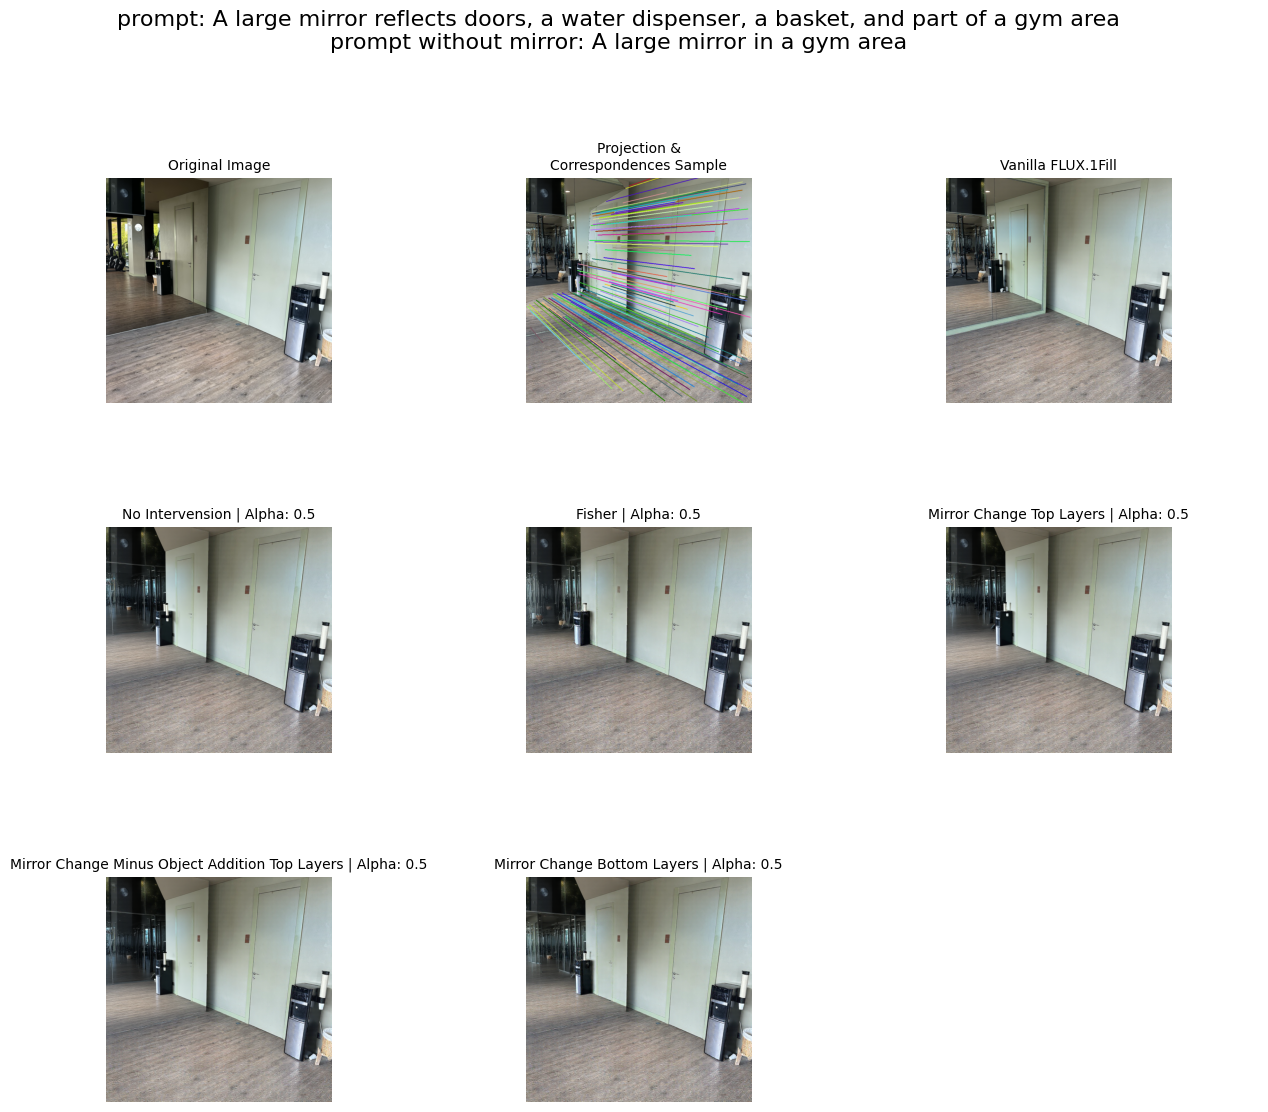 prompt: A large mirror reflects doors, a water dispenser, a basket, and part of a gym area
prompt without mirror: A large mirror in a gym area
Original Image
Projection &
Correspondences Sample
Vanilla FLUX.1Fill
No Intervension | Alpha: 0.5
Fisher | Alpha: 0.5
Mirror Change Top Layers | Alpha: 0.5
Mirror Change Minus Object Addition Top Layers | Alpha: 0.5
Mirror Change Bottom Layers | Alpha: 0.5